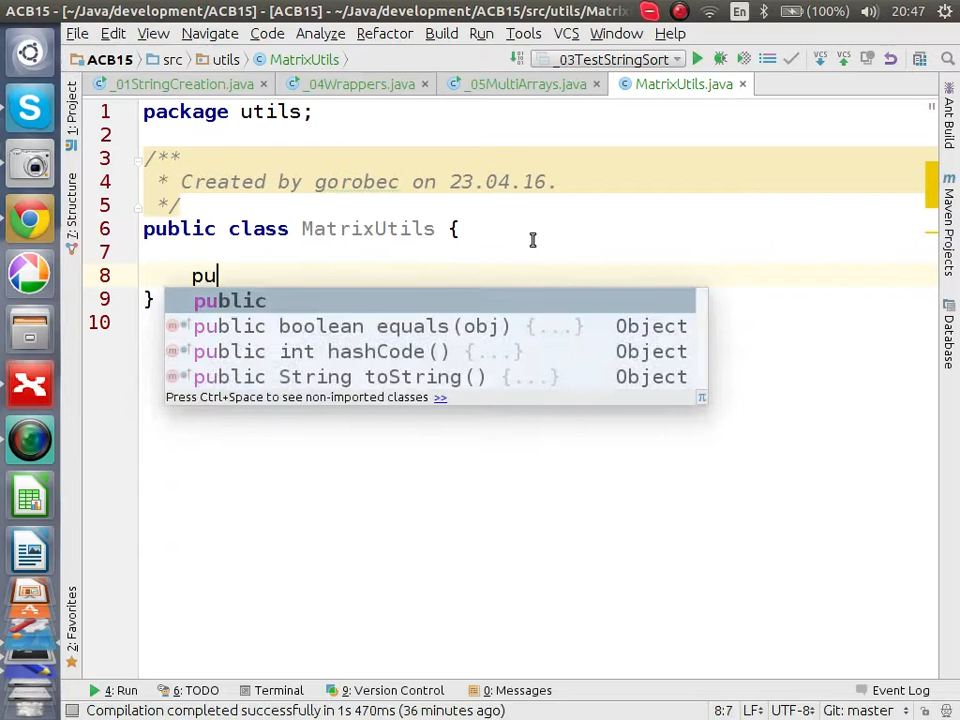 ACB15 - [~/Java/development/ACB15] - [ACB15] - ~/Java/development/ACB15/src/utils/Matrix
En
(100%)
20:47
File Edit View Navigate Code Analyze Refactor Build Run Tools VCS Window Help
ACB15 src utils MatrixUtils
_03TestStringSort
VCS VCS
_01StringCreation.java
_04Wrappers.java
_05MultiArrays.java
MatrixUtils.java
1: Project
7: Structure
2: Favorites
Ant Build
Maven Projects
Database
1 package utils;
2
3 /**
4 * Created by gorobec on 23.04.16.
5 */
6 public class MatrixUtils {
7
8 pu
9 }
10
public
public boolean equals(obj) {...} Object
public int hashCode() {...} Object
public String toString() {...} Object
Press Ctrl+Space to see non-imported classes >>
π
4: Run 6: TODO Terminal 9: Version Control 0: Messages Event Log
Compilation completed successfully in 1s 470ms (36 minutes ago) 8:7 LF UTF-8 Git: master